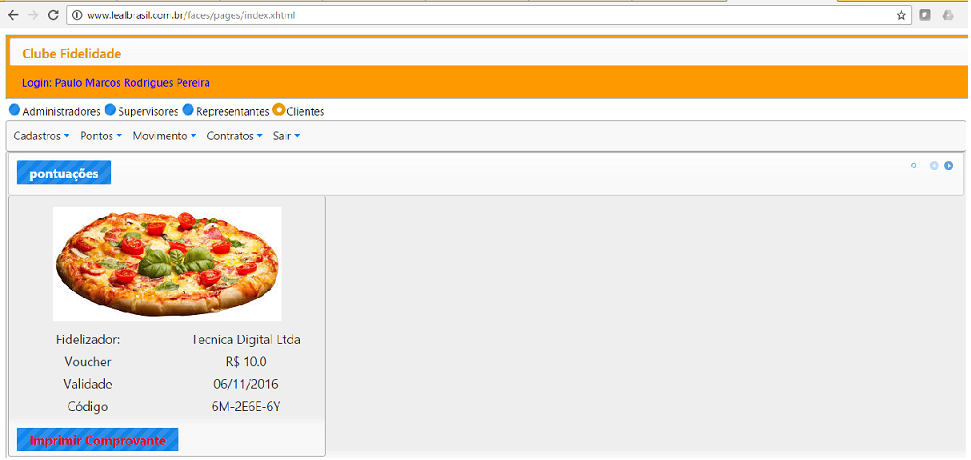 www.lealbrasil.com.br/faces/pages/index.xhtml
Clube Fidelidade
Login: Paulo Marcos Rodrigues Pereira
Administradores Supervisores Representantes Clientes
Cadastros Pontos Movimento Contratos Sair
pontuações
Fidelizador: Tecnica Digital Ltda
Voucher R$ 10.0
Validade 06/11/2016
Código 6M-2E6E-6Y
Imprimir Comprovante